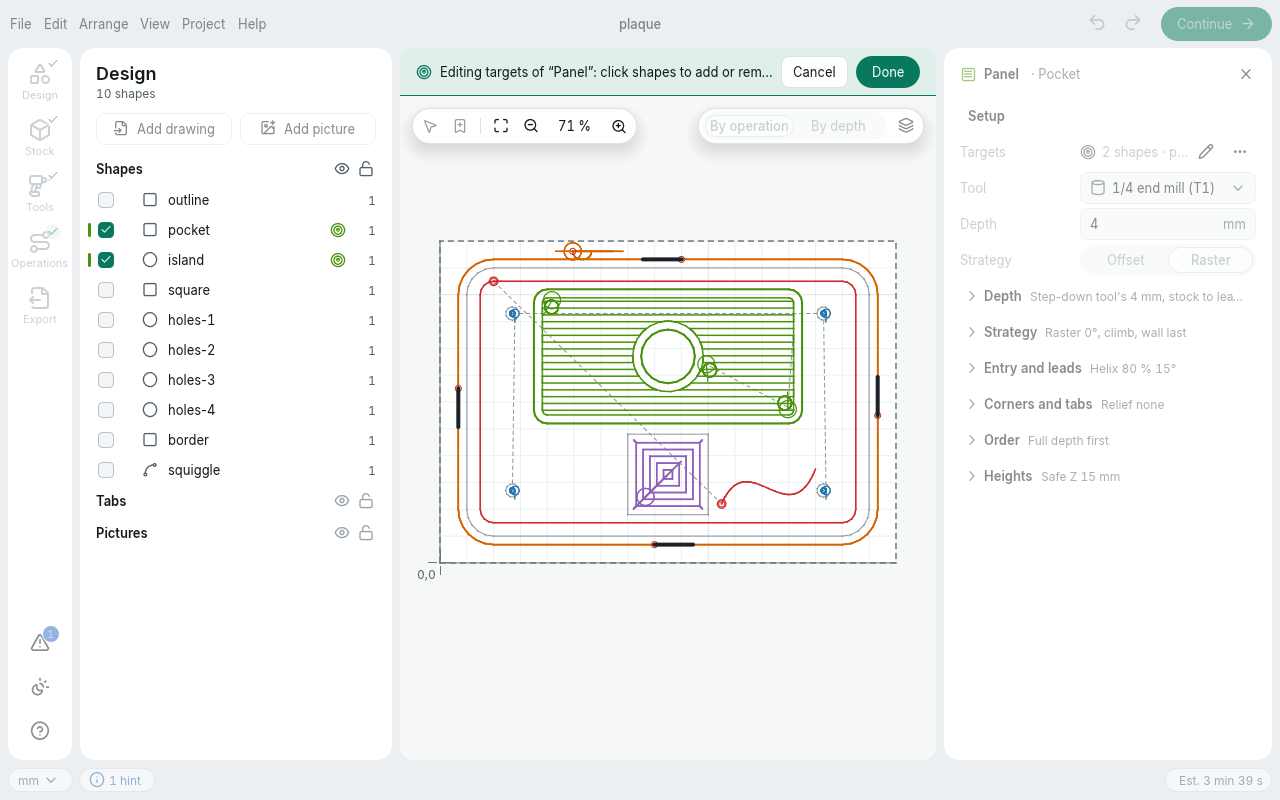 File Edit Arrange View Project Help
plaque
Continue
Design
Stock
Tools
Operations
Export
1
Design
10 shapes
Add drawing
Add picture
Shapes
outline 1
pocket 1
island 1
square 1
holes-1 1
holes-2 1
holes-3 1
holes-4 1
border 1
squiggle 1
Tabs
Pictures
Editing targets of “Panel”: click shapes to add or rem...
Cancel
Done
71 %
By operation
By depth
0,0
Panel · Pocket
Setup
Targets 2 shapes · p...
Tool 1/4 end mill (T1)
Depth 4 mm
Strategy Offset Raster
Depth Step-down tool's 4 mm, stock to lea...
Strategy Raster 0°, climb, wall last
Entry and leads Helix 80 % 15°
Corners and tabs Relief none
Order Full depth first
Heights Safe Z 15 mm
mm
1 hint
Est. 3 min 39 s